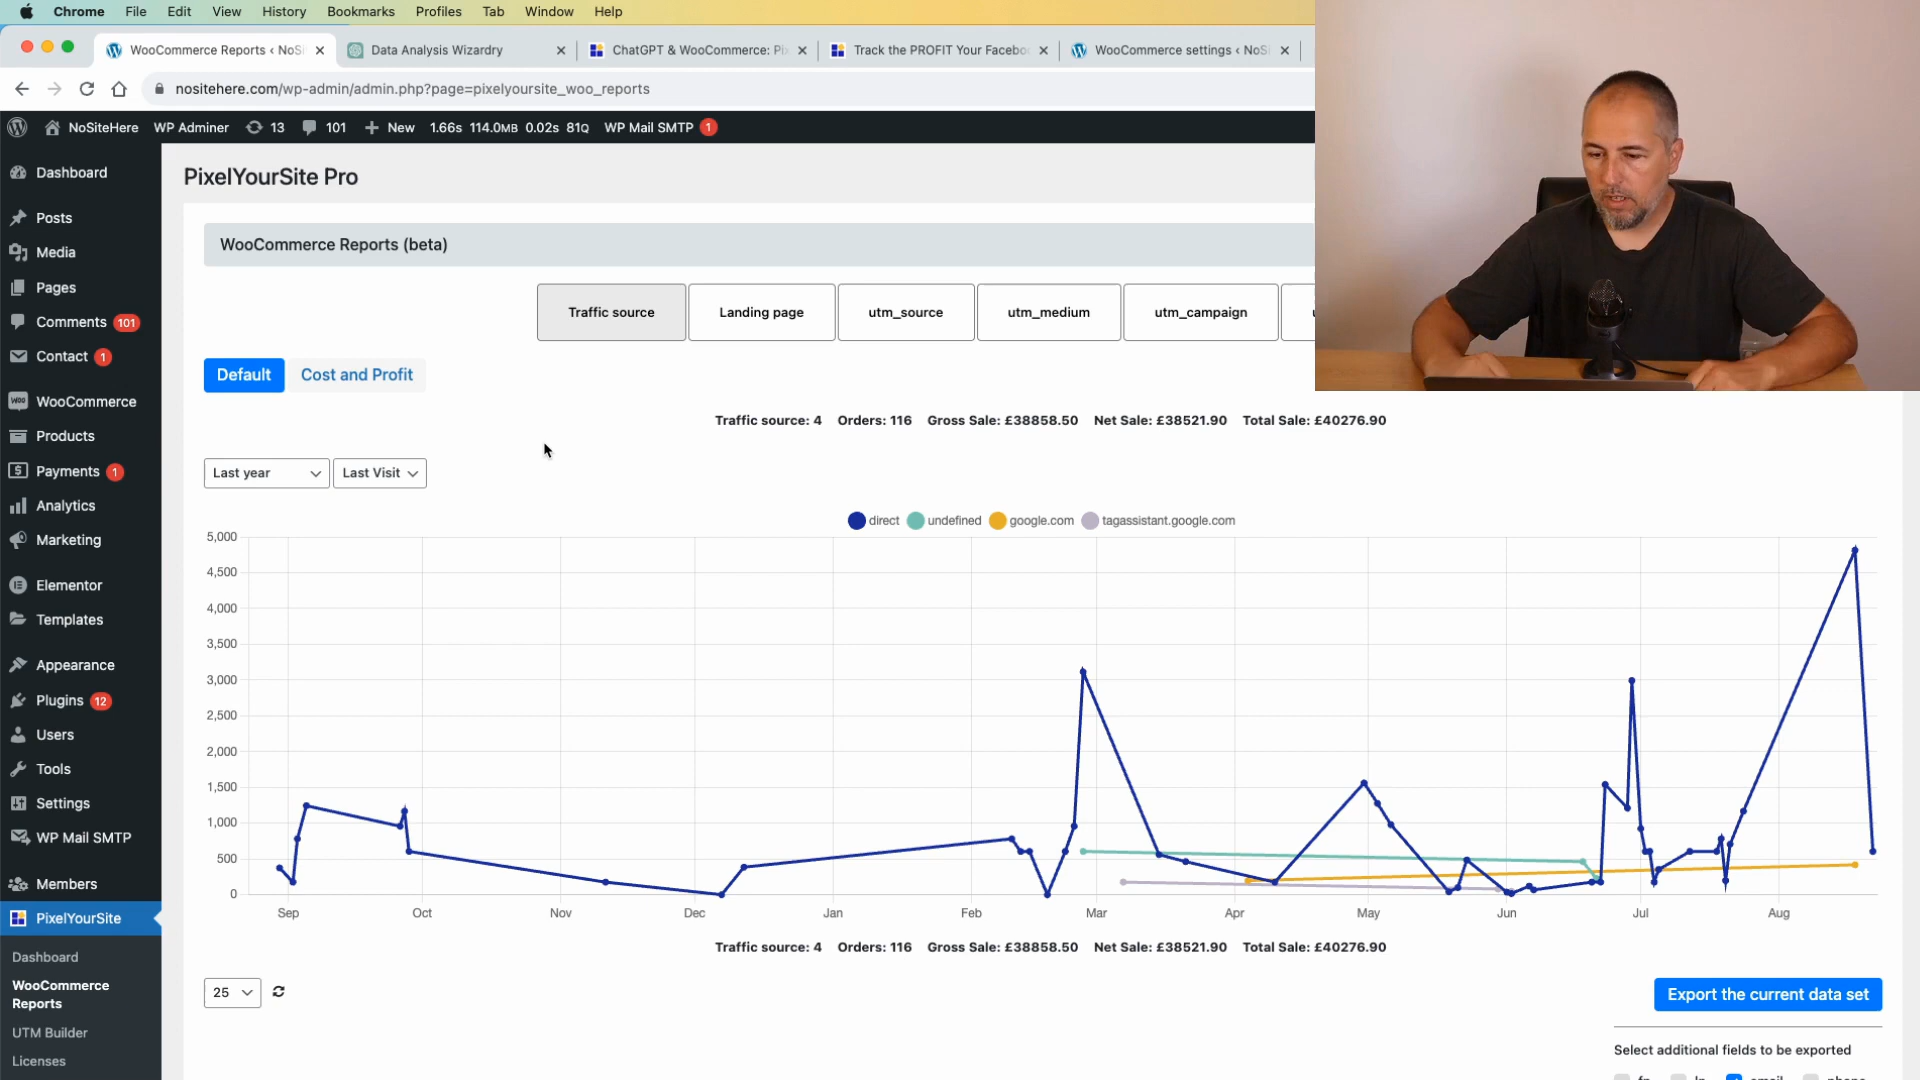 Chrome File Edit View History Bookmarks Profiles Tab Window Help
WooCommerce Reports ‹ NoSi
Data Analysis Wizardry
ChatGPT & WooCommerce: Pi
Track the PROFIT Your Facebo
WooCommerce settings ‹ NoSi
nositehere.com/wp-admin/admin.php?page=pixelyoursite_woo_reports
NoSiteHere WP Adminer 13 101 New 1.66s 114.0MB 0.02s 81Q WP Mail SMTP 1
Dashboard
Posts
Media
Pages
Comments 101
Contact 1
WooCommerce
Products
Payments 1
Analytics
Marketing
Elementor
Templates
Appearance
Plugins 12
Users
Tools
Settings
WP Mail SMTP
Members
PixelYourSite
Dashboard
WooCommerce
Reports
UTM Builder
Licenses
PixelYourSite Pro
WooCommerce Reports (beta)
Traffic source Landing page utm_source utm_medium utm_campaign
Default Cost and Profit
Traffic source: 4 Orders: 116 Gross Sale: £38858.50 Net Sale: £38521.90 Total Sale: £40276.90
Last year Last Visit
direct undefined google.com tagassistant.google.com
5,000
4,500
4,000
3,500
3,000
2,500
2,000
1,500
1,000
500
0
Sep Oct Nov Dec Jan Feb Mar Apr May Jun Jul Aug
Traffic source: 4 Orders: 116 Gross Sale: £38858.50 Net Sale: £38521.90 Total Sale: £40276.90
25
Export the current data set
Select additional fields to be exported